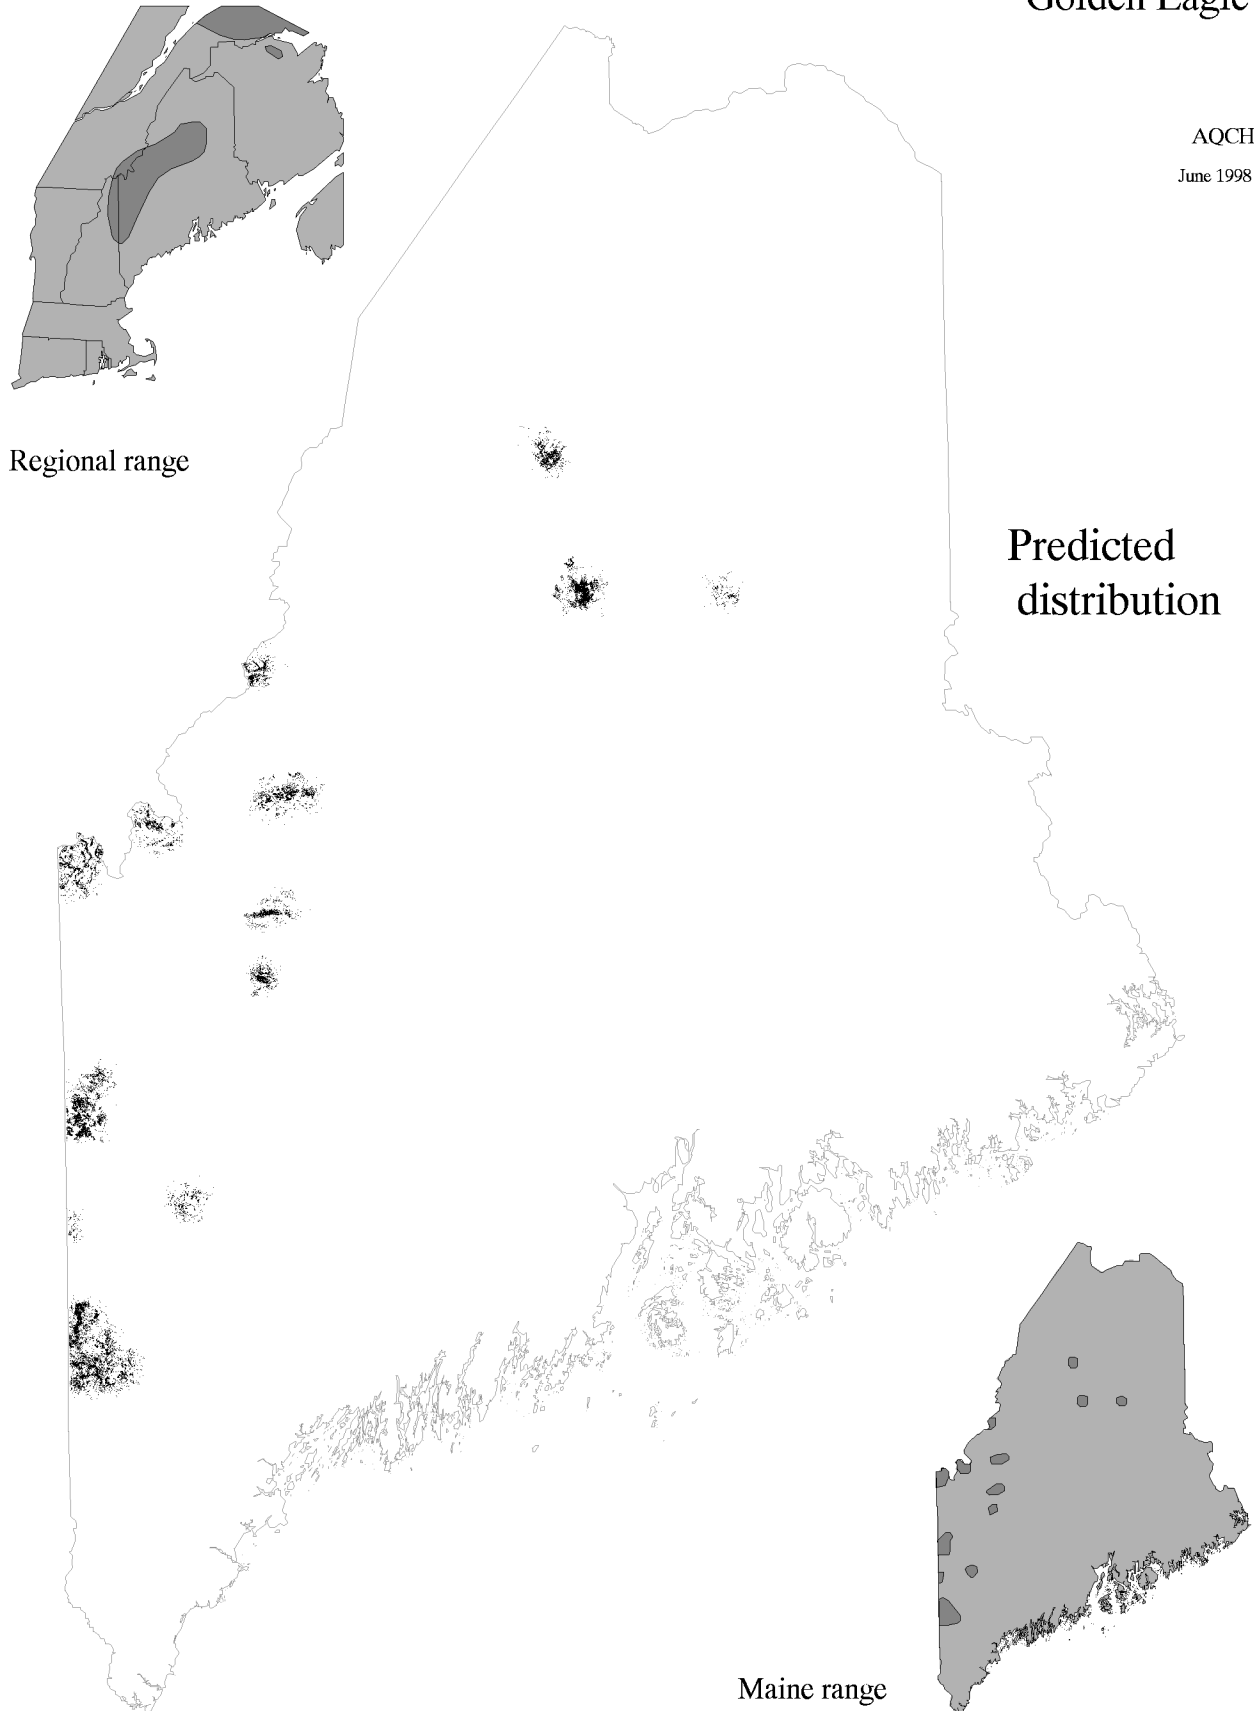 Golden Eagle
AQCH
June 1998
Regional range
Predicted
distribution
Maine range